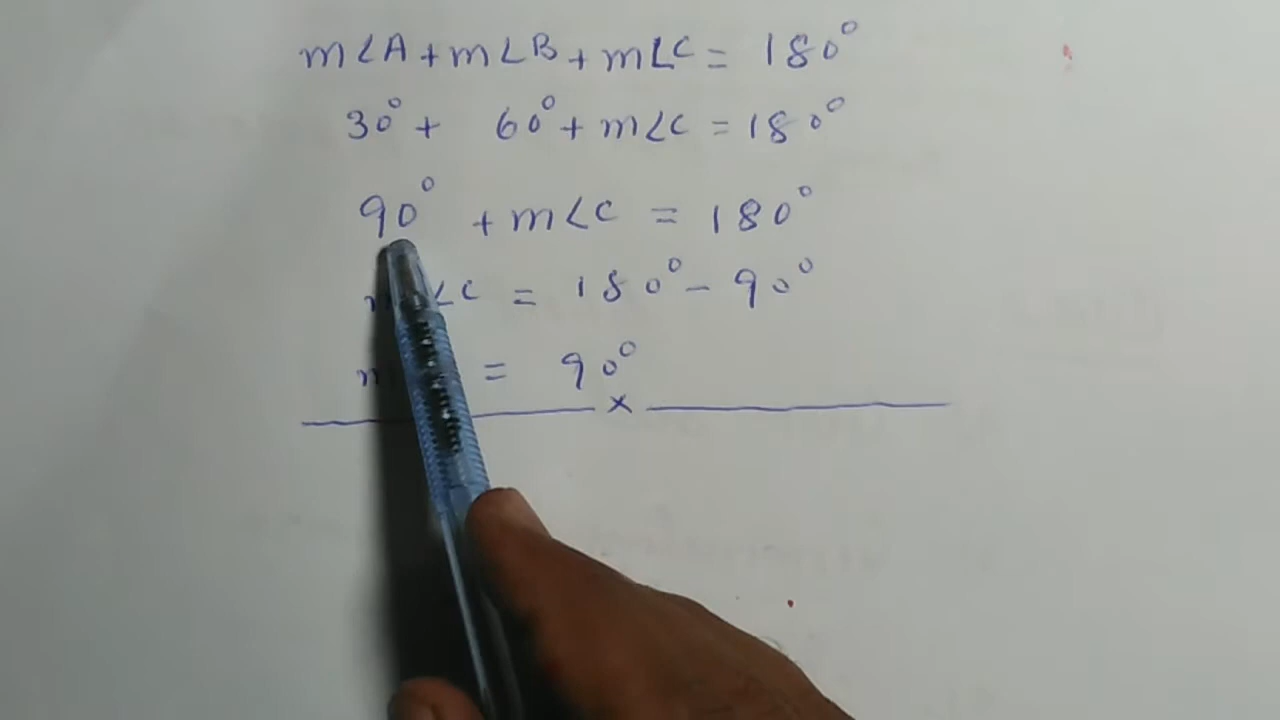 m∠A + m∠B + m∠C = 180°
30° + 60° + m∠C = 180°
90° + m∠C = 180°
∠C = 180° - 90°
= 90°
x